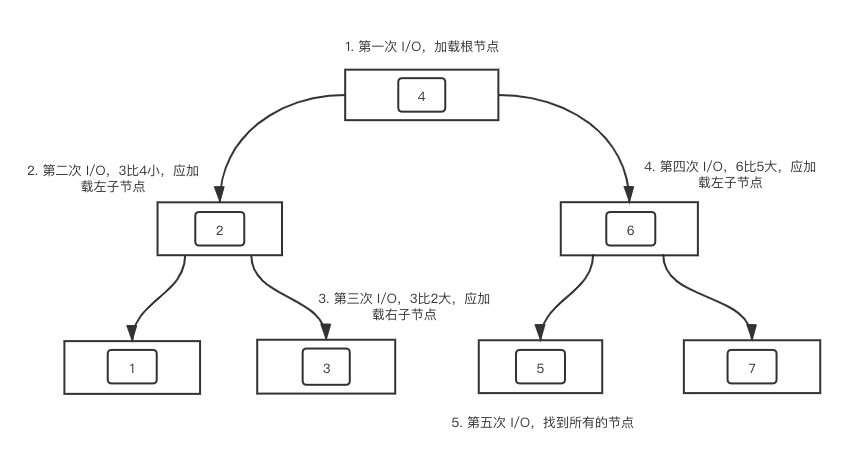 1. 第一次 I/O，加载根节点
4
2. 第二次 I/O，3比4小，应加
载左子节点
4. 第四次 I/O，6比5大，应加
载左子节点
2
6
3. 第三次 I/O，3比2大，应加
载右子节点
1
3
5
7
5. 第五次 I/O，找到所有的节点